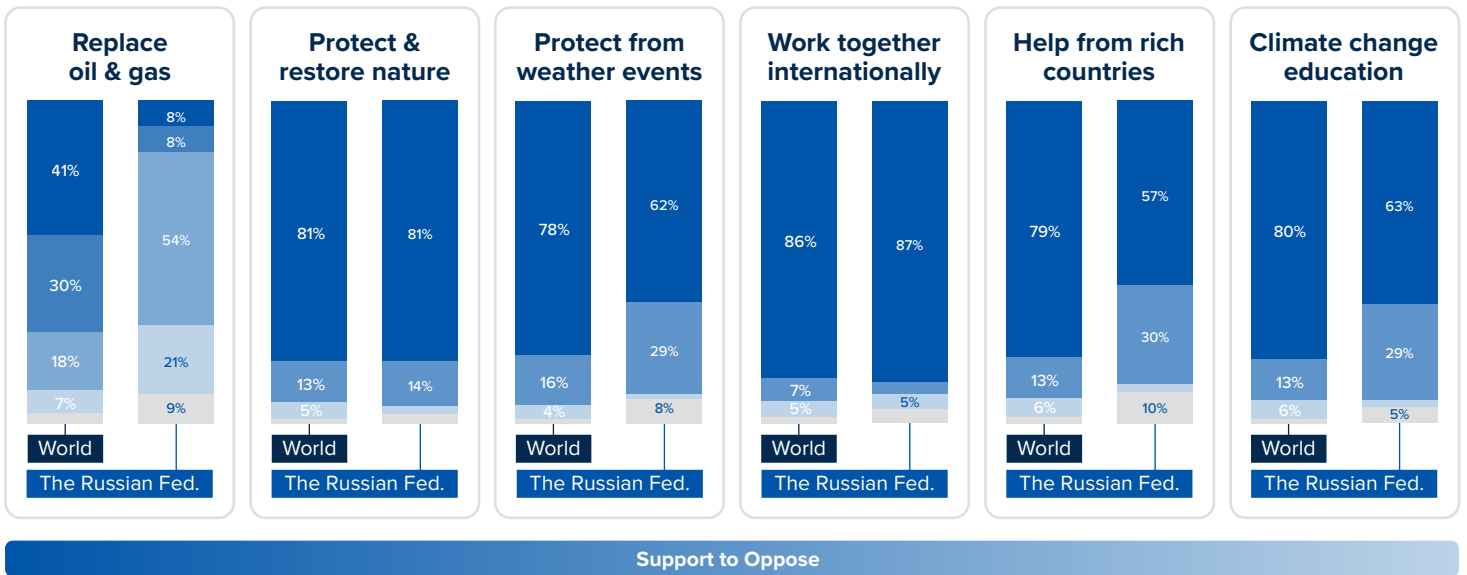 Replace
oil & gas
41%
30%
18%
7%
8%
8%
54%
21%
9%
World
The Russian Fed.
Protect &
restore nature
81%
13%
5%
81%
14%
World
The Russian Fed.
Protect from
weather events
78%
16%
4%
62%
29%
8%
World
The Russian Fed.
Work together
internationally
86%
7%
5%
87%
5%
World
The Russian Fed.
Help from rich
countries
79%
13%
6%
57%
30%
10%
World
The Russian Fed.
Climate change
education
80%
13%
6%
63%
29%
5%
World
The Russian Fed.
Support to Oppose